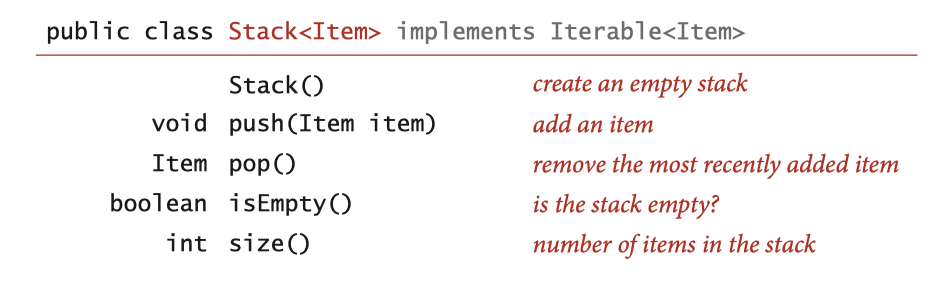 public class Stack<Item> implements Iterable<Item>
Stack() create an empty stack
void push(Item item) add an item
Item pop() remove the most recently added item
boolean isEmpty() is the stack empty?
int size() number of items in the stack